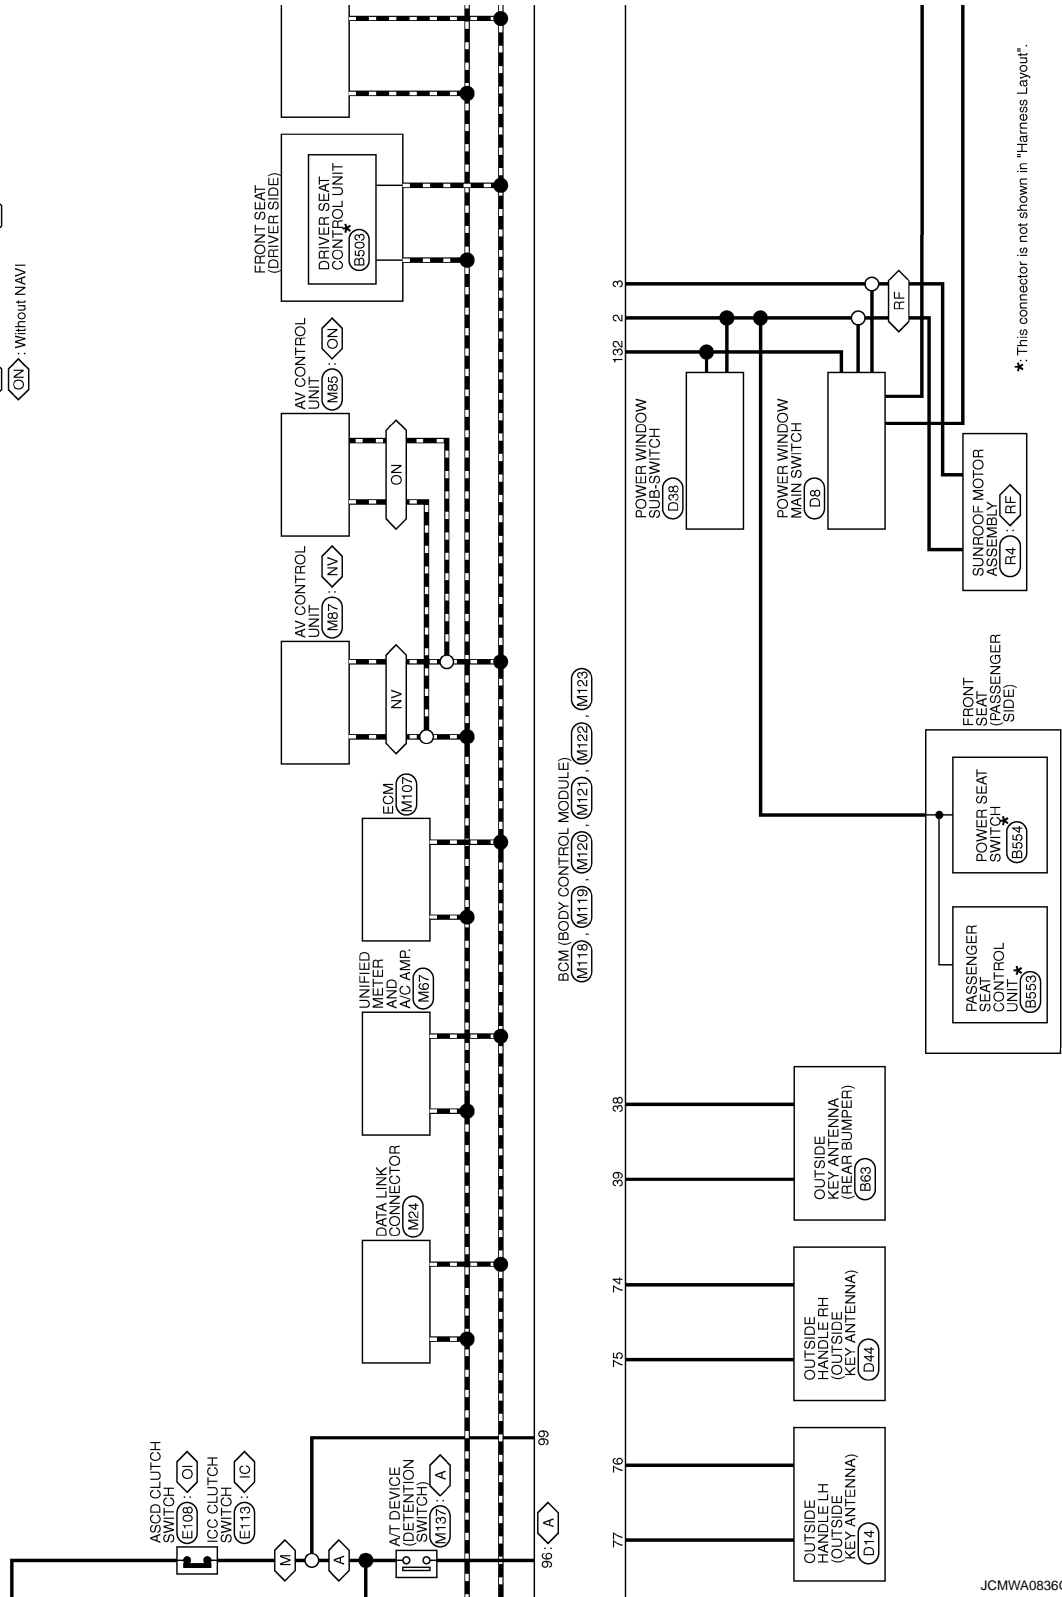 ON : Without NAVI
FRONT SEAT
(DRIVER SIDE)
DRIVER SEAT
CONTROL UNIT
*
B503
AV CONTROL
UNIT
M85 : ON
ON
AV CONTROL
UNIT
M87 : NV
NV
ECM
M107
UNIFIED
METER
AND
A/C AMP.
M67
DATA LINK
CONNECTOR
M24
ASCD CLUTCH
SWITCH
E108 : OI
ICC CLUTCH
SWITCH
E113 : IC
M
A
A/T DEVICE
(DETENTION
SWITCH)
M137 : A
99
96 : A
BCM (BODY CONTROL MODULE)
M118 , M119 , M120 , M121 , M122 , M123
3
2
132
RF
POWER WINDOW
SUB-SWITCH
D38
POWER WINDOW
MAIN SWITCH
D8
SUNROOF MOTOR
ASSEMBLY
R4 : RF
*: This connector is not shown in "Harness Layout".
FRONT
SEAT
(PASSENGER
SIDE)
POWER SEAT
SWITCH
*
B554
PASSENGER
SEAT
CONTROL
UNIT
*
B553
38
39
OUTSIDE
KEY ANTENNA
(REAR BUMPER)
B63
74
75
OUTSIDE
HANDLE RH
(OUTSIDE
KEY ANTENNA)
D44
76
77
OUTSIDE
HANDLE LH
(OUTSIDE
KEY ANTENNA)
D14
JCMWA0836